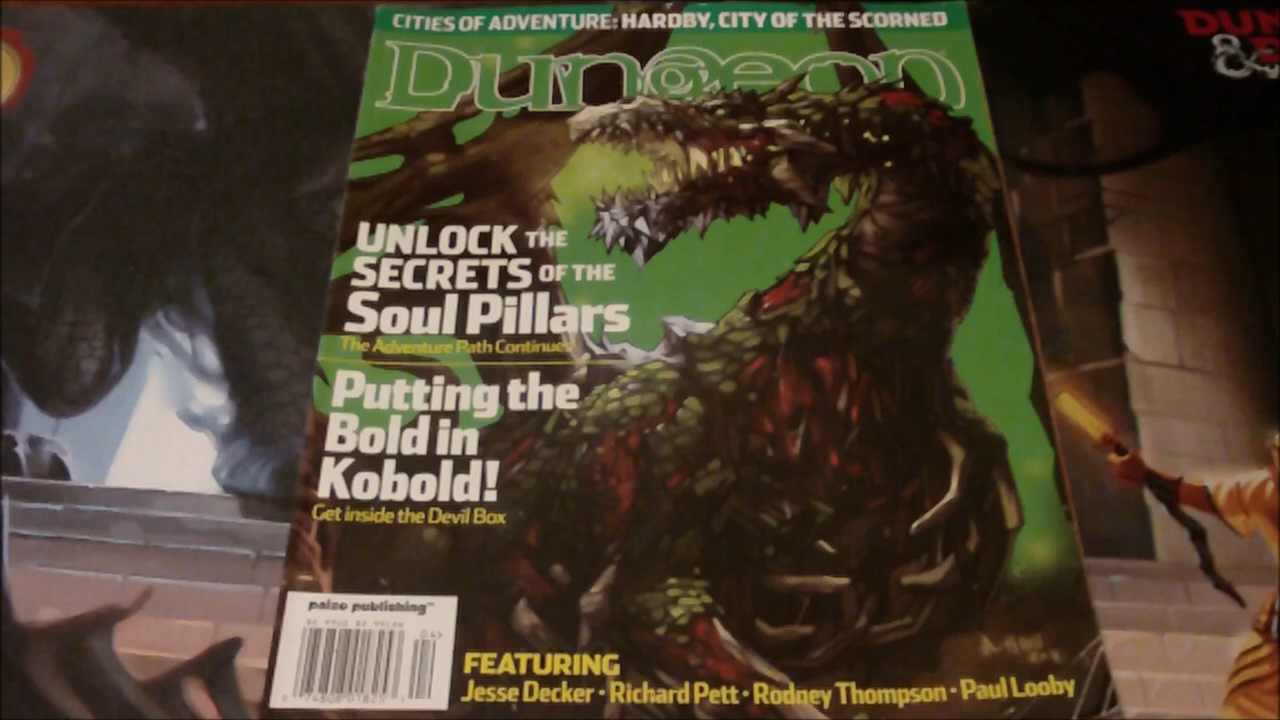 CITIES OF ADVENTURE: HARDBY, CITY OF THE SCORNED
Dungeon
UNLOCK THE
SECRETS OF THE
Soul Pillars
The Adventure Path Continues!
Putting the
Bold in
Kobold!
Get inside the Devil Box
paizo publishing™
FEATURING
Jesse Decker · Richard Pett · Rodney Thompson · Paul Looby
DUN
&